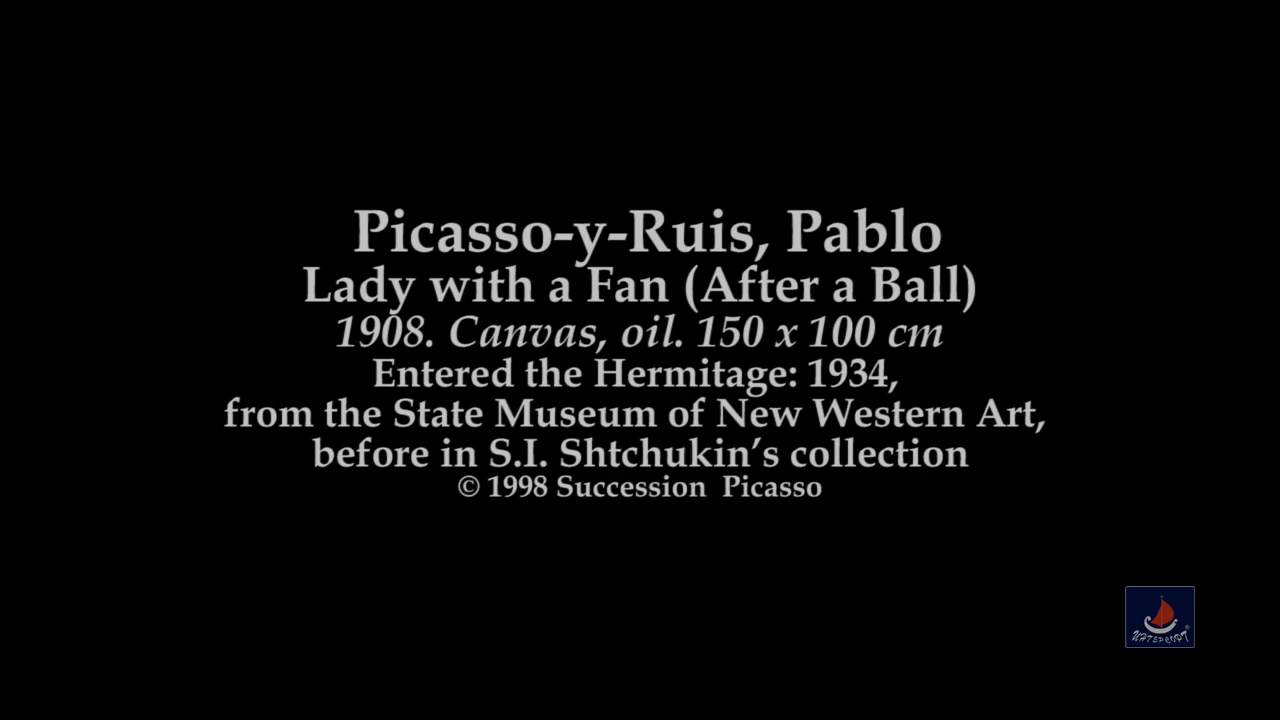 Picasso-y-Ruis, Pablo
Lady with a Fan (After a Ball)
1908. Canvas, oil. 150 x 100 cm
Entered the Hermitage: 1934,
from the State Museum of New Western Art,
before in S.I. Shtchukin's collection
© 1998 Succession Picasso